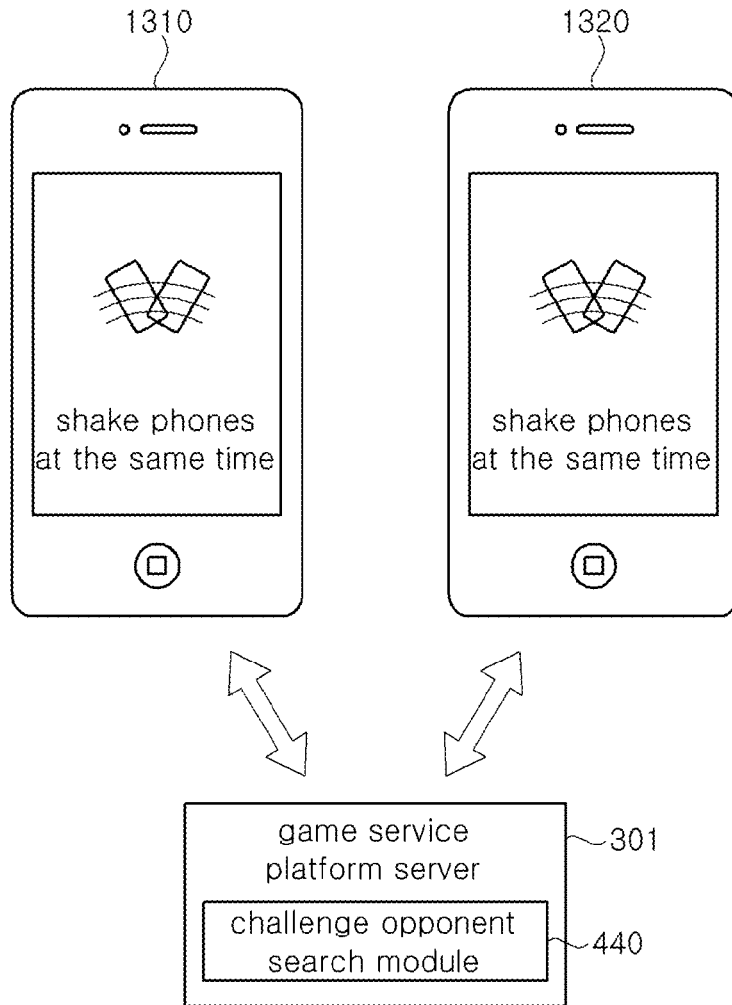 1310
1320
shake phones
at the same time
shake phones
at the same time
game service
platform server
301
challenge opponent
search module
440